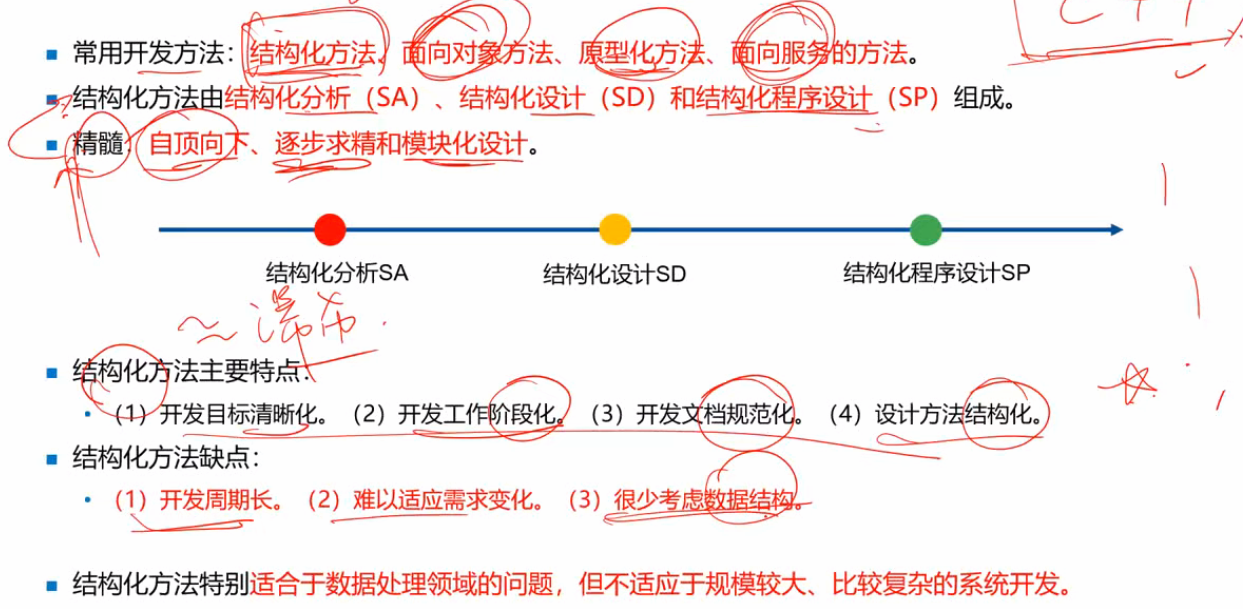 常用开发方法：结构化方法、面向对象方法、原型化方法、面向服务的方法。
结构化方法由结构化分析（SA）、结构化设计（SD）和结构化程序设计（SP）组成。
精髓：自顶向下、逐步求精和模块化设计。
结构化分析SA 结构化设计SD 结构化程序设计SP
≈瀑布.
结构化方法主要特点：
（1）开发目标清晰化。（2）开发工作阶段化。（3）开发文档规范化。（4）设计方法结构化。
结构化方法缺点：
（1）开发周期长。（2）难以适应需求变化。（3）很少考虑数据结构。
结构化方法特别适合于数据处理领域的问题，但不适应于规模较大、比较复杂的系统开发。